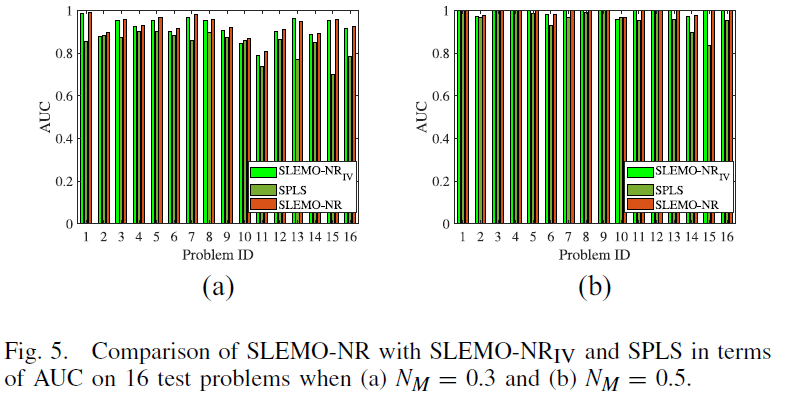 1
0.8
0.6
0.4
0.2
0
AUC
SLEMO-NR_IV
SPLS
SLEMO-NR
1 2 3 4 5 6 7 8 9 10 11 12 13 14 15 16
Problem ID
(a)
1
0.8
0.6
0.4
0.2
0
AUC
SLEMO-NR_IV
SPLS
SLEMO-NR
1 2 3 4 5 6 7 8 9 10 11 12 13 14 15 16
Problem ID
(b)
Fig. 5. Comparison of SLEMO-NR with SLEMO-NR_IV and SPLS in terms
of AUC on 16 test problems when (a) N_M = 0.3 and (b) N_M = 0.5.